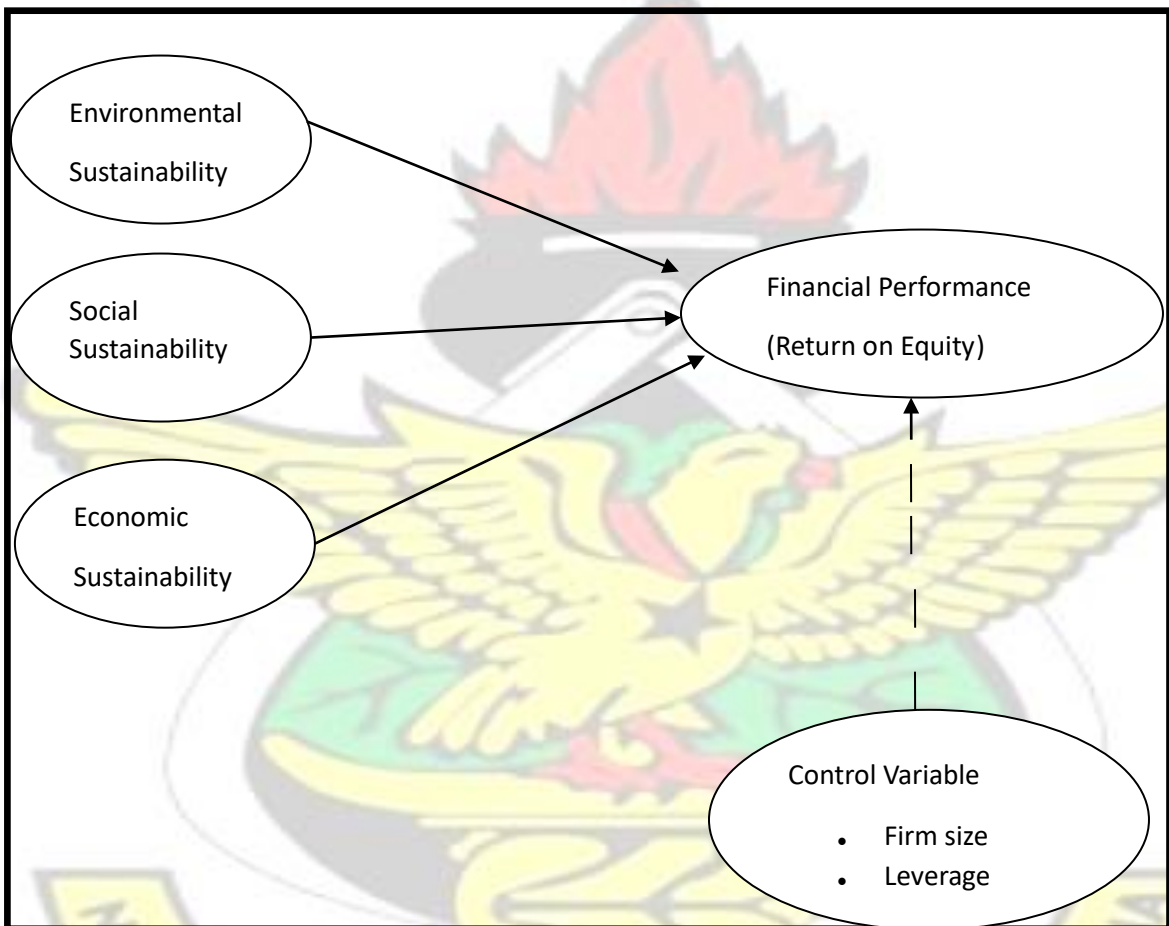 Environmental
Sustainability
Social
Sustainability
Economic
Sustainability
Financial Performance
(Return on Equity)
Control Variable
• Firm size
• Leverage